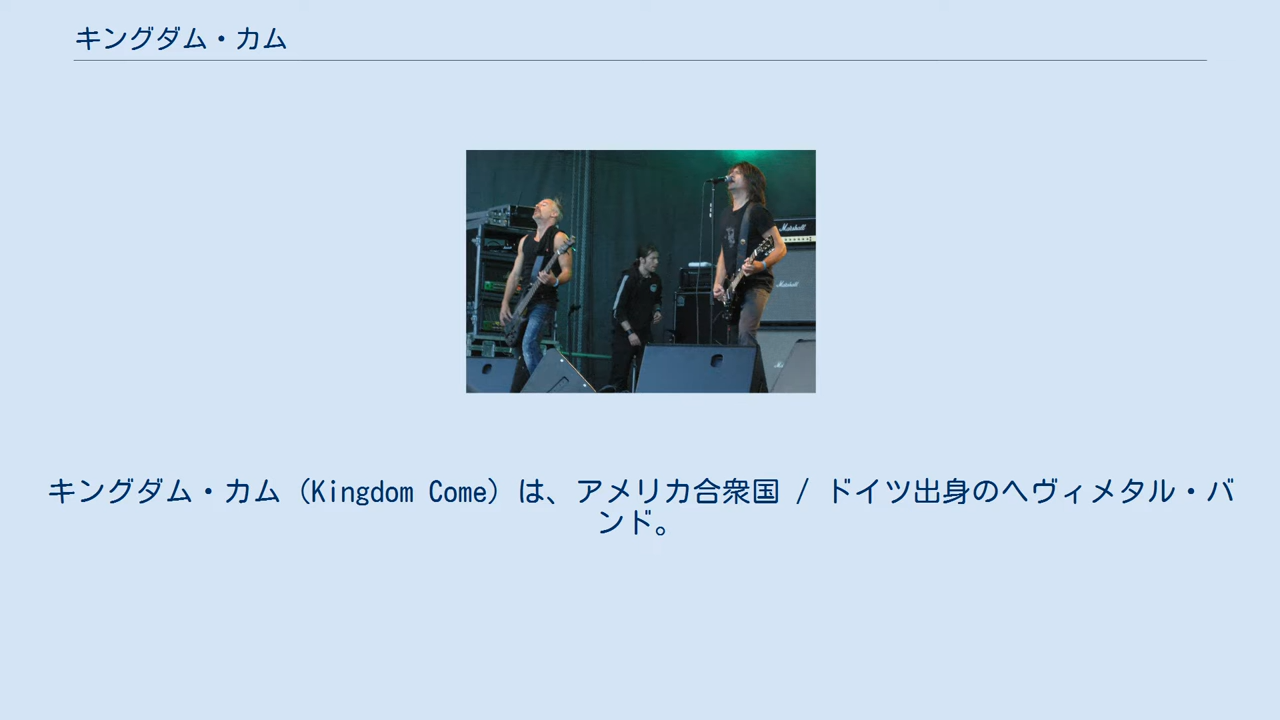 キングダム・カム
Marshall
Marshall
キングダム・カム（Kingdom Come）は、アメリカ合衆国 / ドイツ出身のヘヴィメタル・バ
ンド。